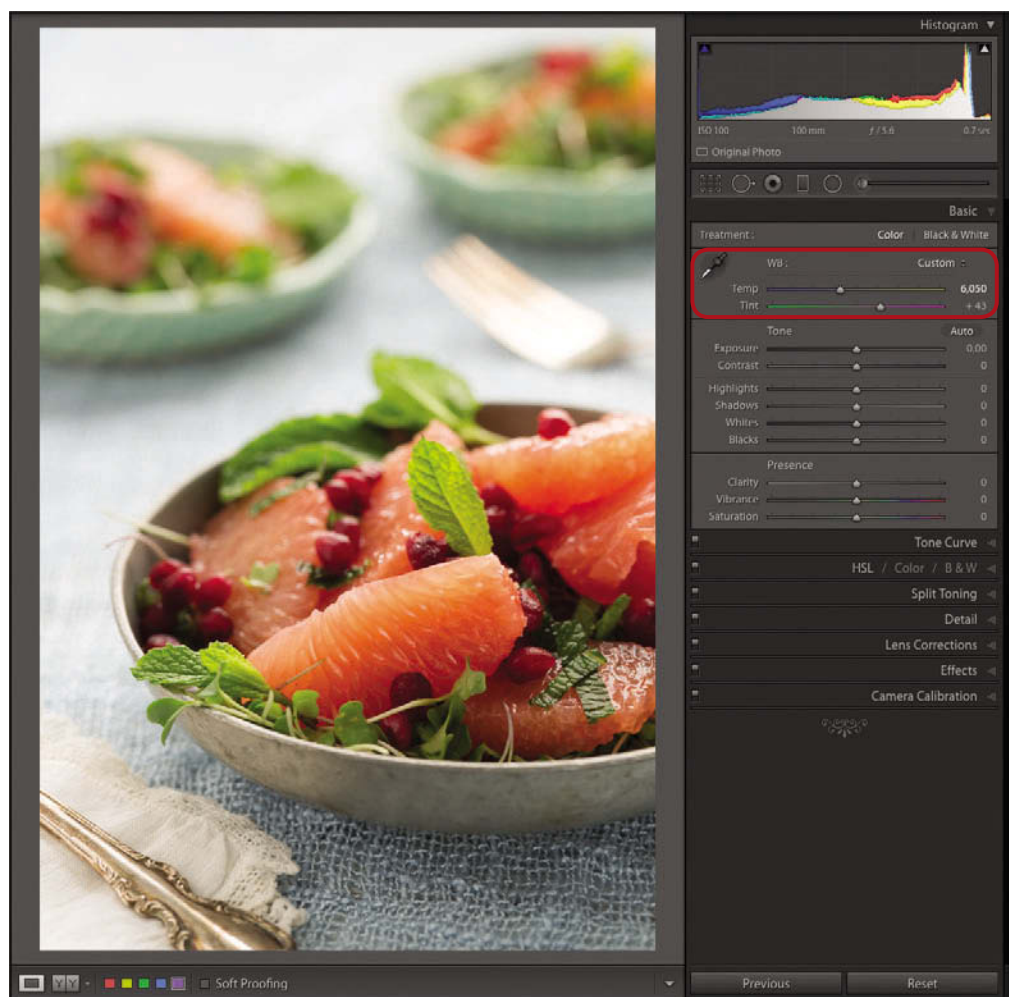 Histogram
ISO 100 100 mm ƒ / 5.6 0.7 sec
Original Photo
Basic
Treatment : Color Black & White
WB : Custom
Temp 6,050
Tint + 43
Tone Auto
Exposure 0.00
Contrast 0
Highlights 0
Shadows 0
Whites 0
Blacks 0
Presence
Clarity 0
Vibrance 0
Saturation 0
Tone Curve
HSL / Color / B & W
Split Toning
Detail
Lens Corrections
Effects
Camera Calibration
Y Y Soft Proofing Previous Reset